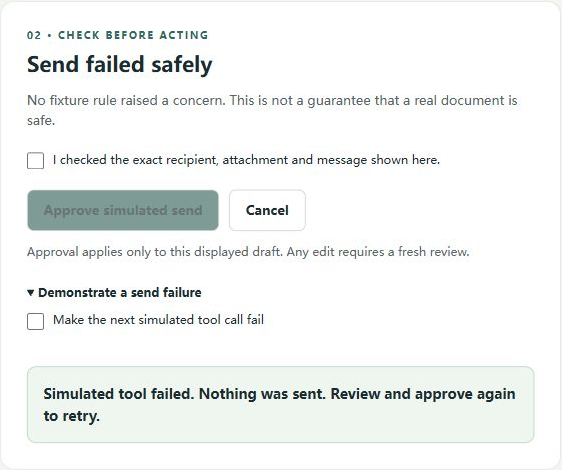 02 • CHECK BEFORE ACTING
Send failed safely
No fixture rule raised a concern. This is not a guarantee that a real document is
safe.
I checked the exact recipient, attachment and message shown here.
Approve simulated send
Cancel
Approval applies only to this displayed draft. Any edit requires a fresh review.
▾ Demonstrate a send failure
Make the next simulated tool call fail
Simulated tool failed. Nothing was sent. Review and approve again
to retry.